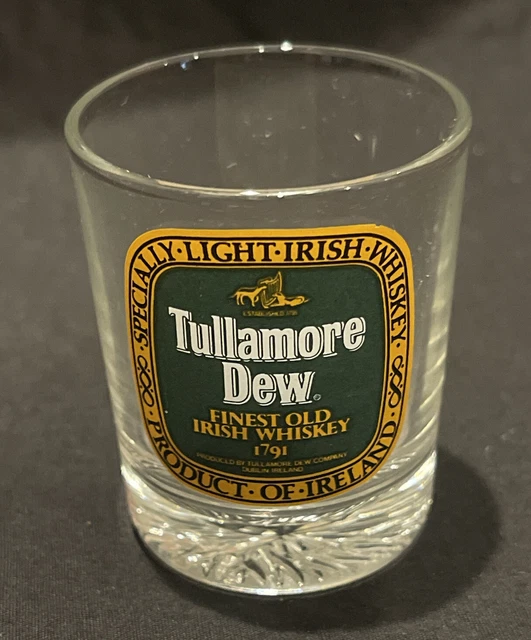 SPECIALLY·LIGHT·IRISH·WHISKEY·
ESTABLISHED 1791
Tullamore
Dew®
FINEST OLD
IRISH WHISKEY
1791
PRODUCED BY TULLAMORE DEW COMPANY
DUBLIN IRELAND
·PRODUCT·OF·IRELAND·